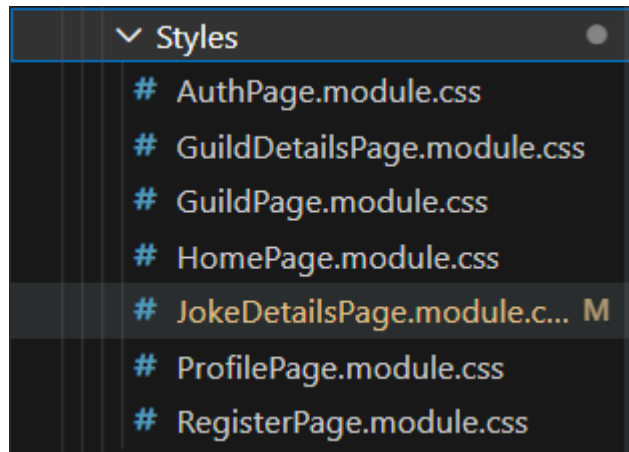 Styles
# AuthPage.module.css
# GuildDetailsPage.module.css
# GuildPage.module.css
# HomePage.module.css
# JokeDetailsPage.module.c... M
# ProfilePage.module.css
# RegisterPage.module.css